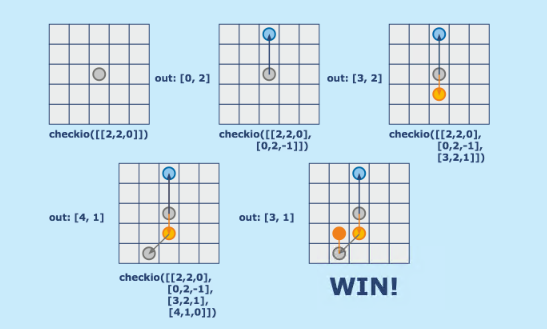 out: [0, 2]
out: [3, 2]
checkio([[2,2,0]])
checkio([[2,2,0],
[0,2,-1]])
checkio([[2,2,0],
[0,2,-1],
[3,2,1]])
out: [4, 1]
out: [3, 1]
checkio([[2,2,0],
[0,2,-1],
[3,2,1],
[4,1,0]])
WIN!